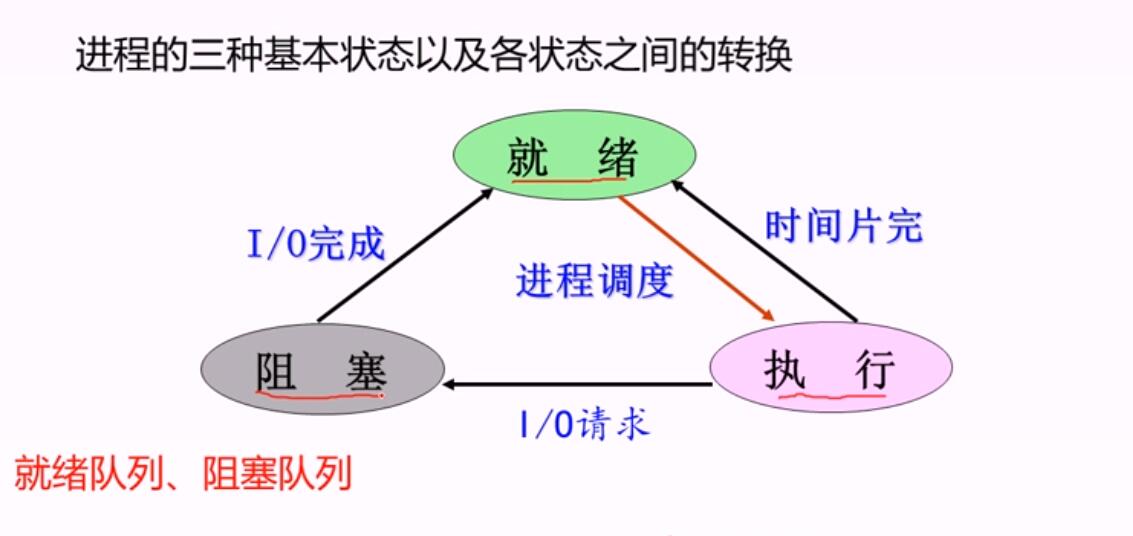 进程的三种基本状态以及各状态之间的转换
就 绪
I/O完成
时间片完
进程调度
阻 塞
执 行
I/O请求
就绪队列、阻塞队列